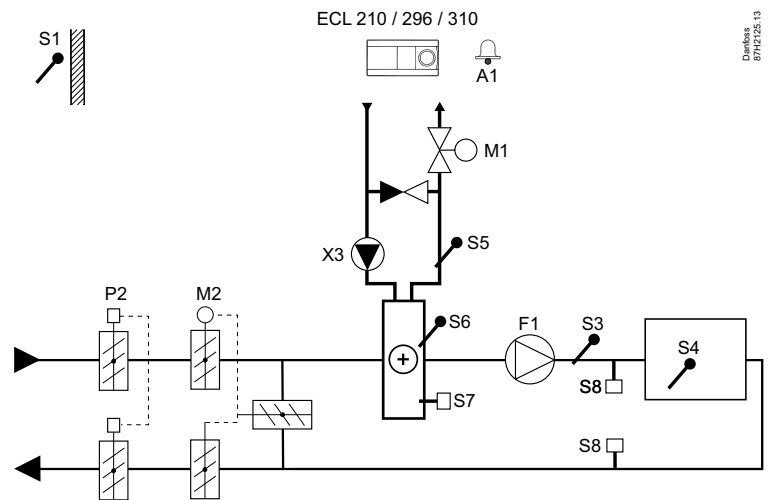 ECL 210 / 296 / 310
Danfoss
87H2125.13
S1
A1
M1
X3
S5
P2
M2
S6
F1
S3
S4
S7
S8
S8